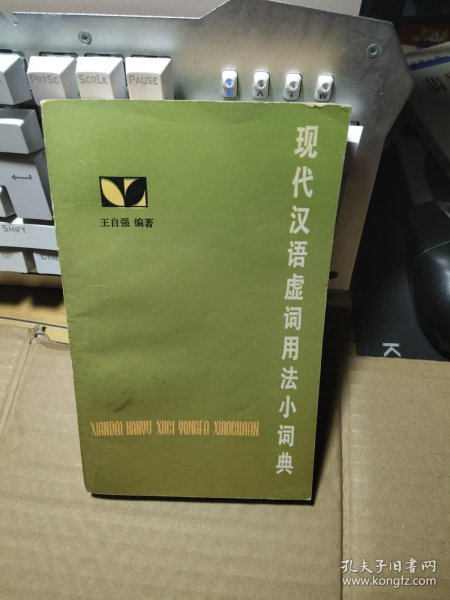 PAUSE
SCRLK
PAUSE
A
W
SHIFT
现代汉语虚词用法小词典
王自强 编著
XIANDAI HANYU XUCI YONGFA XIAOCIDIAN
K
孔夫子旧书网
www.kongfz.com